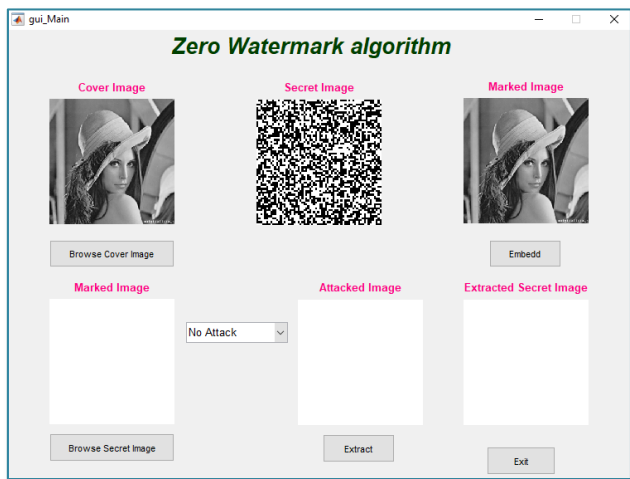 gui_Main
Zero Watermark algorithm
Cover Image
Secret Image
Marked Image
Browse Cover Image
Embedd
Marked Image
Attacked Image
Extracted Secret Image
No Attack
Browse Secret Image
Extract
Exit